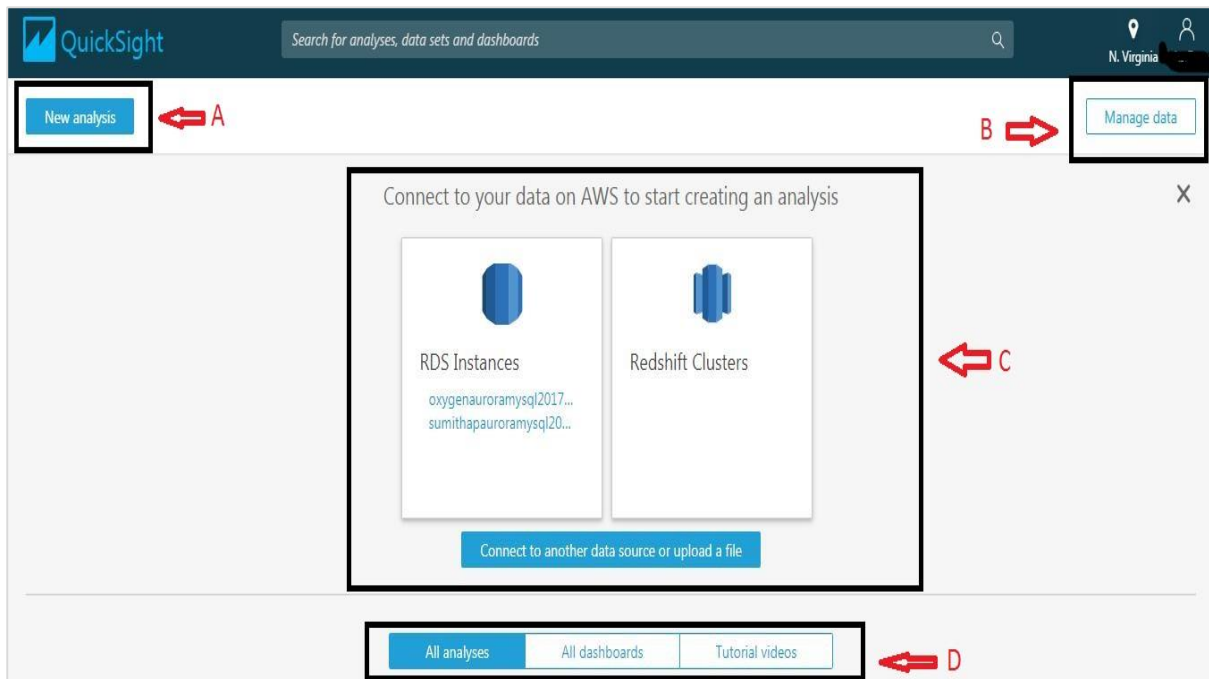 QuickSight
Search for analyses, data sets and dashboards
N. Virginia
New analysis
A
B
Manage data
Connect to your data on AWS to start creating an analysis
X
RDS Instances
Redshift Clusters
oxygenauroramysql2017...
sumithapauroramysql20...
C
Connect to another data source or upload a file
All analyses
All dashboards
Tutorial videos
D